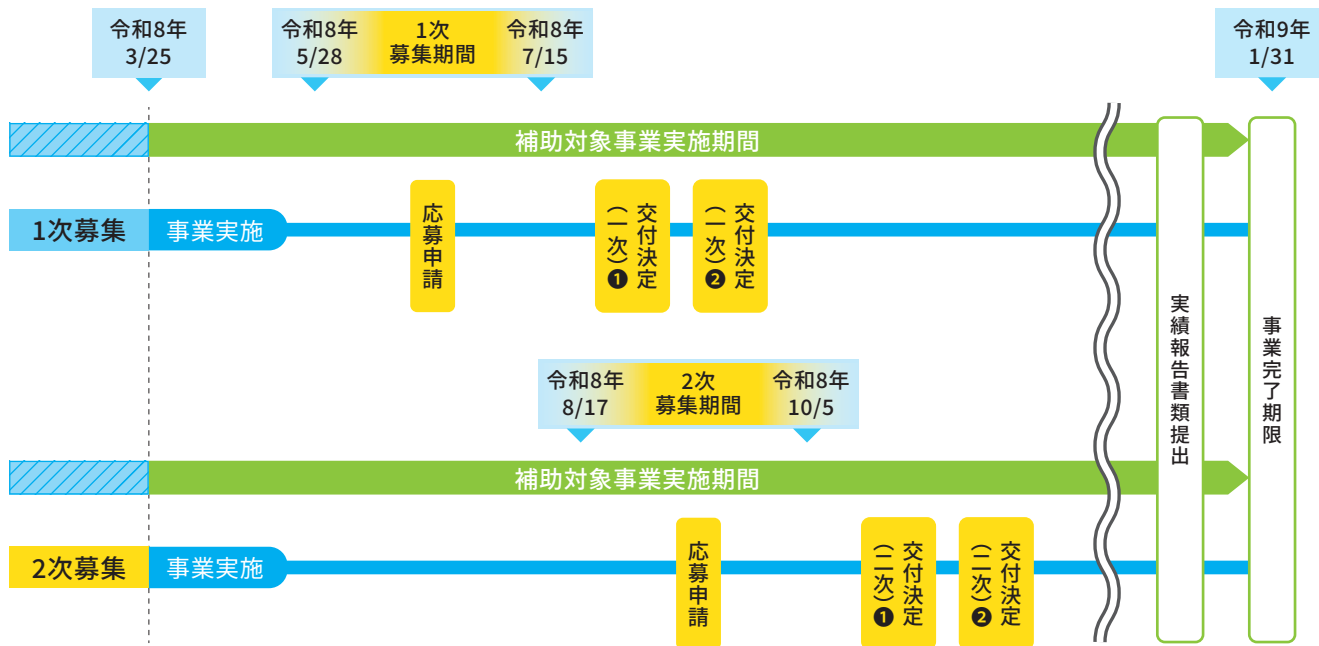 令和8年
3/25
令和8年
5/28
1次
募集期間
令和8年
7/15
令和9年
1/31
補助対象事業実施期間
1次募集
事業実施
応募申請
交付決定
(一次)❶
交付決定
(一次)❷
令和8年
8/17
2次
募集期間
令和8年
10/5
補助対象事業実施期間
2次募集
事業実施
応募申請
交付決定
(二次)❶
交付決定
(二次)❷
実績報告書類提出
事業完了期限